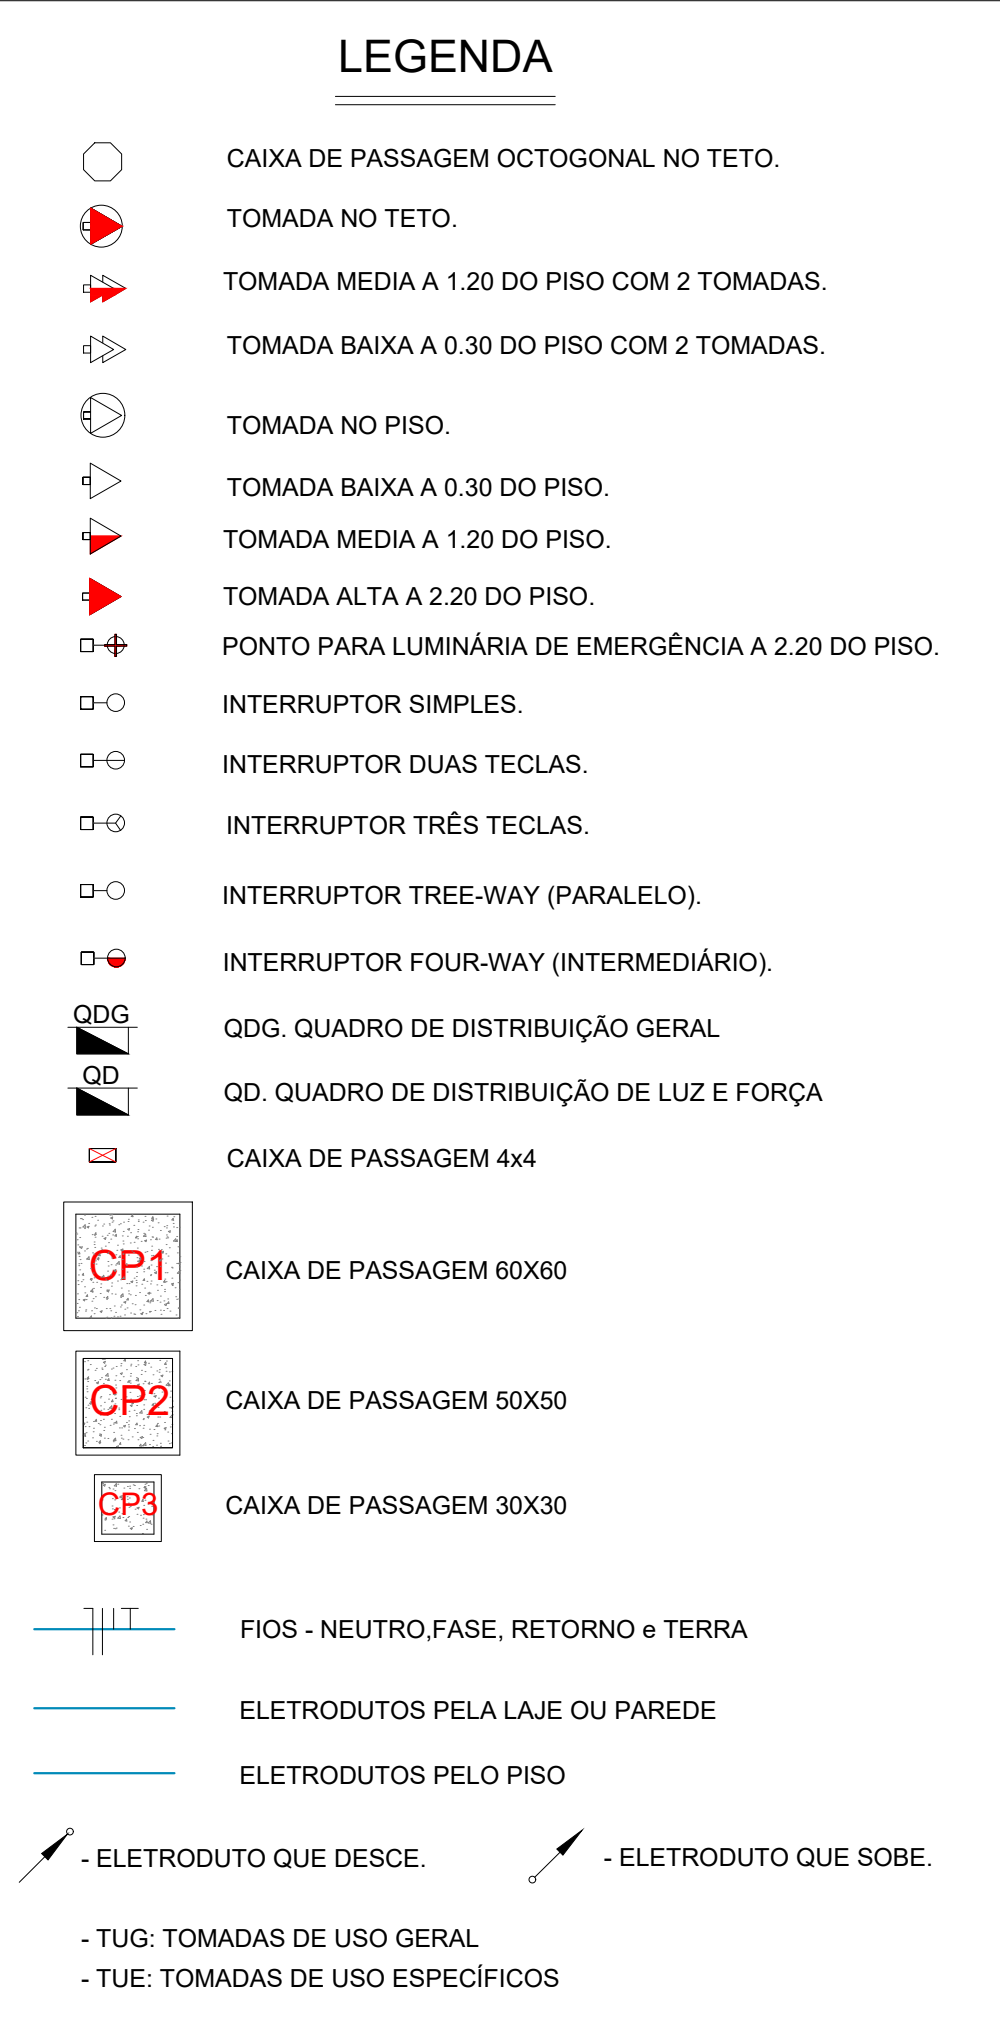 LEGENDA
CAIXA DE PASSAGEM OCTOGONAL NO TETO.
TOMADA NO TETO.
TOMADA MEDIA A 1.20 DO PISO COM 2 TOMADAS.
TOMADA BAIXA A 0.30 DO PISO COM 2 TOMADAS.
TOMADA NO PISO.
TOMADA BAIXA A 0.30 DO PISO.
TOMADA MEDIA A 1.20 DO PISO.
TOMADA ALTA A 2.20 DO PISO.
PONTO PARA LUMINÁRIA DE EMERGÊNCIA A 2.20 DO PISO.
INTERRUPTOR SIMPLES.
INTERRUPTOR DUAS TECLAS.
INTERRUPTOR TRÊS TECLAS.
INTERRUPTOR TREE-WAY (PARALELO).
INTERRUPTOR FOUR-WAY (INTERMEDIÁRIO).
QDG QDG. QUADRO DE DISTRIBUIÇÃO GERAL
QD QD. QUADRO DE DISTRIBUIÇÃO DE LUZ E FORÇA
CAIXA DE PASSAGEM 4x4
CP1 CAIXA DE PASSAGEM 60X60
CP2 CAIXA DE PASSAGEM 50X50
CP3 CAIXA DE PASSAGEM 30X30
FIOS - NEUTRO,FASE, RETORNO e TERRA
ELETRODUTOS PELA LAJE OU PAREDE
ELETRODUTOS PELO PISO
- ELETRODUTO QUE DESCE. - ELETRODUTO QUE SOBE.
- TUG: TOMADAS DE USO GERAL
- TUE: TOMADAS DE USO ESPECÍFICOS